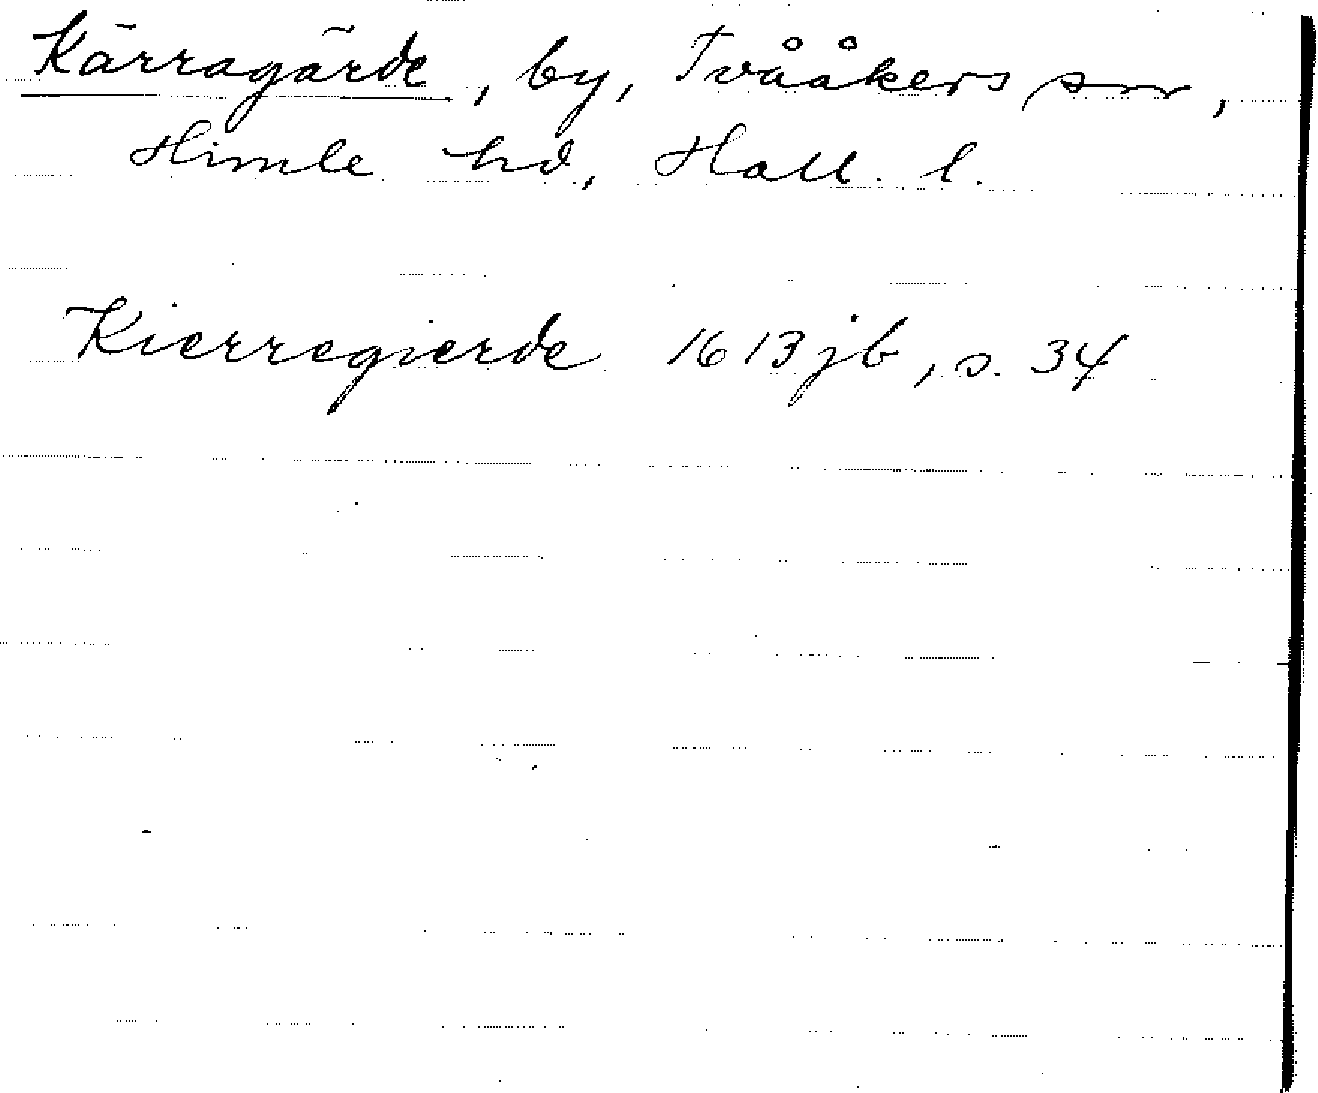 Kärragärde, by, Tvååkers sn,
Himle hd, Hall. l.
Kierregierde 1613 jb, s. 34